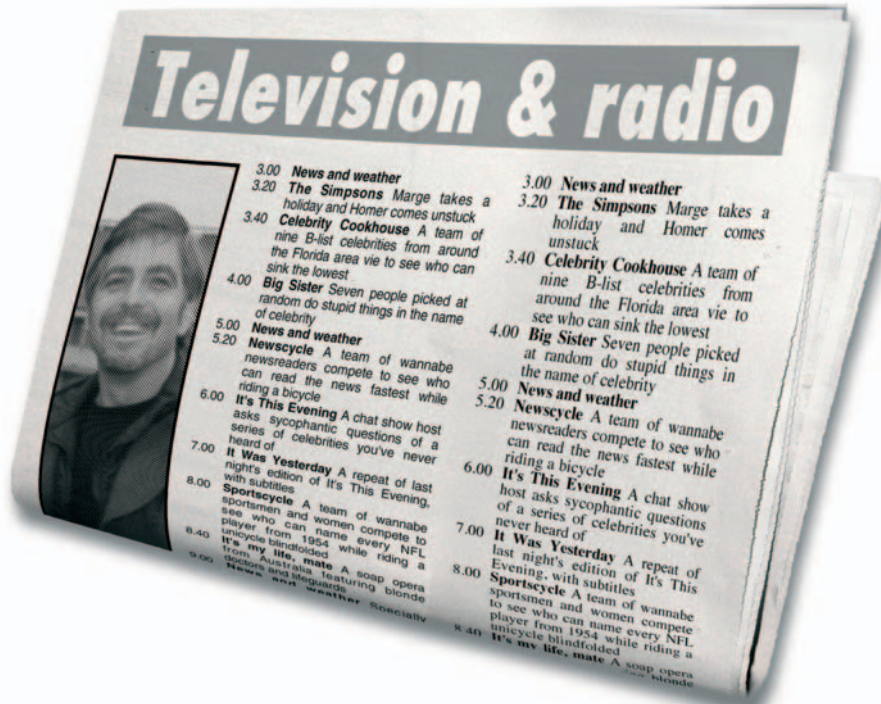 Television & radio
3.00 News and weather
3.20 The Simpsons Marge takes a
holiday and Homer comes unstuck
3.40 Celebrity Cookhouse A team of
nine B-list celebrities from around
the Florida area vie to see who can
sink the lowest
4.00 Big Sister Seven people picked at
random do stupid things in the name
of celebrity
5.00 News and weather
5.20 Newscycle A team of wannabe
newsreaders compete to see who
can read the news fastest while
riding a bicycle
6.00 It's This Evening A chat show host
asks sycophantic questions of a
series of celebrities you've never
heard of
7.00 It Was Yesterday A repeat of last
night's edition of It's This Evening,
with subtitles
8.00 Sportscycle A team of wannabe
sportsmen and women compete to
see who can name every NFL
player from 1954 while riding a
unicycle blindfolded
8.40 It's my life, mate A soap opera
from Australia featuring blonde
doctors and lifeguards
9.00 News and weather Specially
3.00 News and weather
3.20 The Simpsons Marge takes a
holiday and Homer comes
unstuck
3.40 Celebrity Cookhouse A team of
nine B-list celebrities from
around the Florida area vie to
see who can sink the lowest
4.00 Big Sister Seven people picked
at random do stupid things in
the name of celebrity
5.00 News and weather
5.20 Newscycle A team of wannabe
newsreaders compete to see who
can read the news fastest while
riding a bicycle
6.00 It's This Evening A chat show
host asks sycophantic questions
of a series of celebrities you've
never heard of
7.00 It Was Yesterday A repeat of
last night's edition of It's This
Evening, with subtitles
8.00 Sportscycle A team of wannabe
sportsmen and women compete
to see who can name every NFL
player from 1954 while riding a
unicycle blindfolded
8.40 It's my life, mate A soap opera
blonde